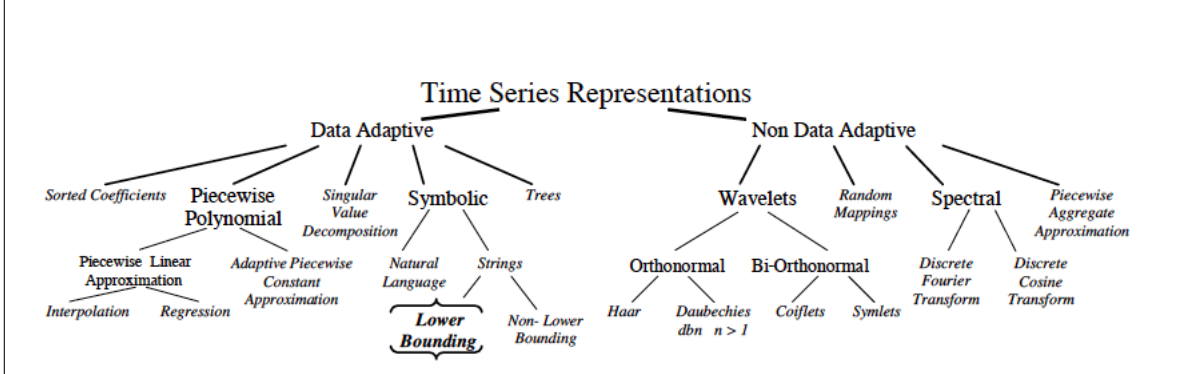 Time Series Representations
Data Adaptive
Non Data Adaptive
Sorted Coefficients
Piecewise
Polynomial
Singular
Value
Decomposition
Symbolic
Trees
Wavelets
Random
Mappings
Spectral
Piecewise
Aggregate
Approximation
Piecewise Linear
Approximation
Adaptive Piecewise
Constant
Approximation
Natural
Language
Strings
Orthonormal
Bi-Orthonormal
Discrete
Fourier
Transform
Discrete
Cosine
Transform
Interpolation
Regression
Lower
Bounding
Non- Lower
Bounding
Haar
Daubechies
dbn n > 1
Coiflets
Symlets